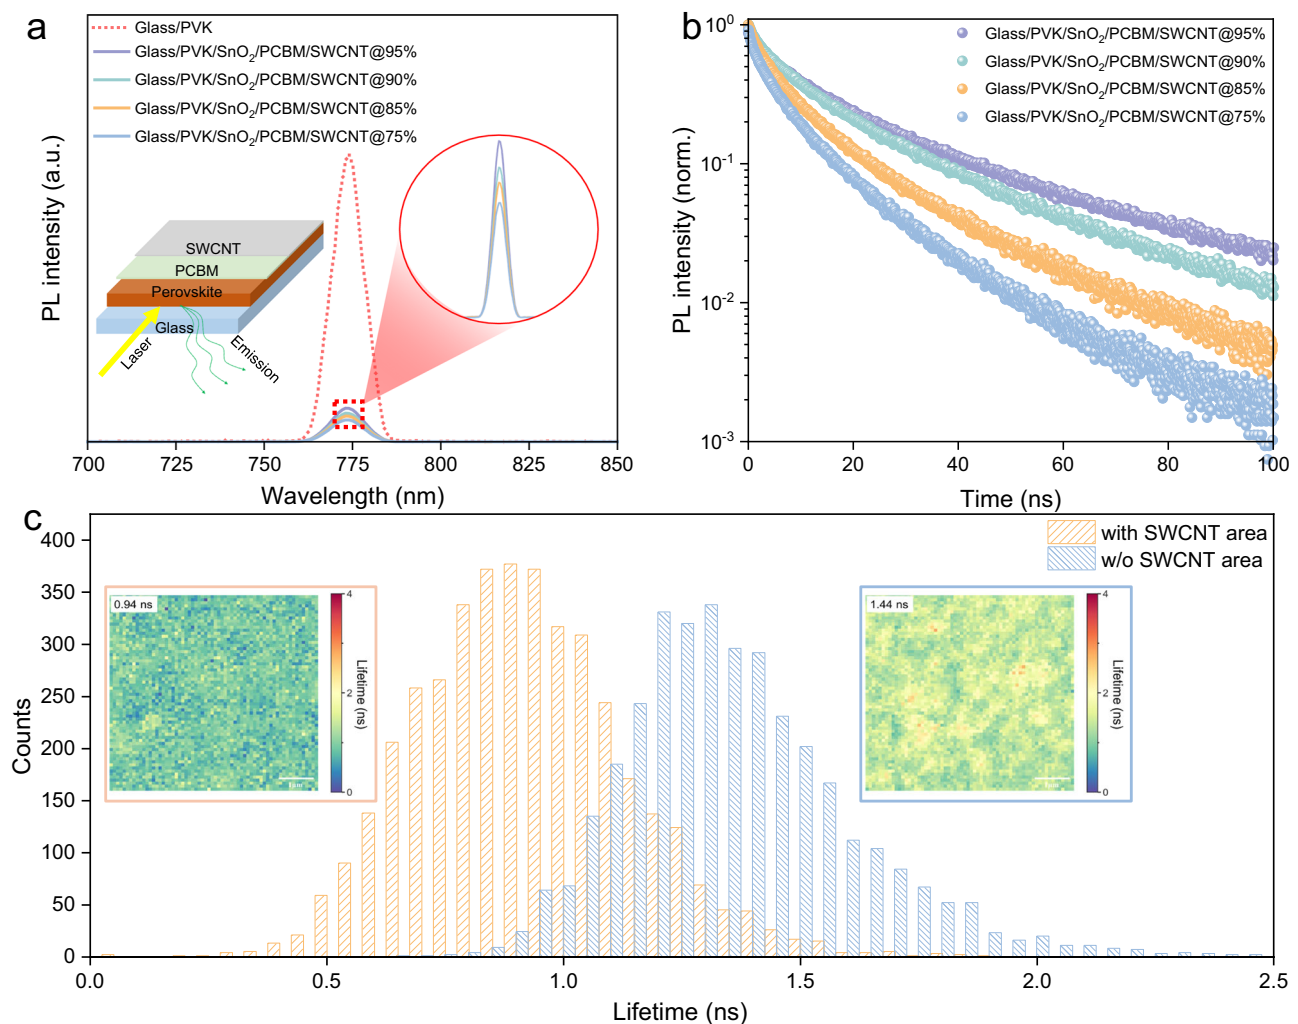 a
Glass/PVK
Glass/PVK/SnO₂/PCBM/SWCNT@95%
Glass/PVK/SnO₂/PCBM/SWCNT@90%
Glass/PVK/SnO₂/PCBM/SWCNT@85%
Glass/PVK/SnO₂/PCBM/SWCNT@75%
PL intensity (a.u.)
SWCNT
PCBM
Perovskite
Glass
Laser
Emission
700 725 750 775 800 825 850
Wavelength (nm)
b
Glass/PVK/SnO₂/PCBM/SWCNT@95%
Glass/PVK/SnO₂/PCBM/SWCNT@90%
Glass/PVK/SnO₂/PCBM/SWCNT@85%
Glass/PVK/SnO₂/PCBM/SWCNT@75%
PL intensity (norm.)
10⁰
10⁻¹
10⁻²
10⁻³
0 20 40 60 80 100
Time (ns)
c
with SWCNT area
w/o SWCNT area
Counts
400
350
300
250
200
150
100
50
0
0.94 ns
4
2
0
Lifetime (ns)
1.44 ns
4
2
0
Lifetime (ns)
0.0 0.5 1.0 1.5 2.0 2.5
Lifetime (ns)